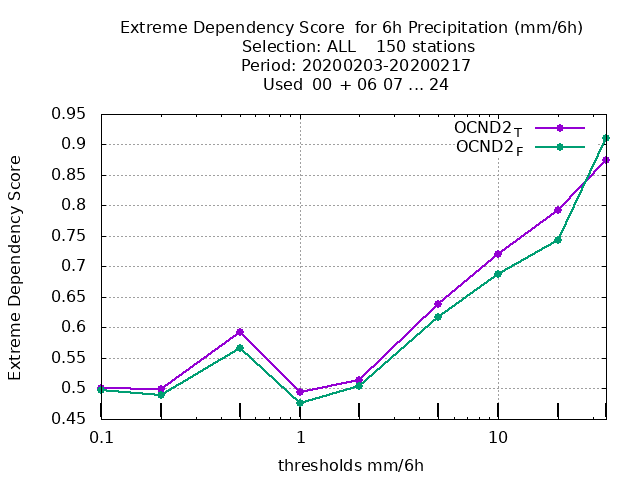 Extreme Dependency Score  for 6h Precipitation (mm/6h)
Selection: ALL    150 stations
Period: 20200203-20200217
Used  00 + 06 07 ... 24
OCND2T
OCND2F
Extreme Dependency Score
0.95
0.9
0.85
0.8
0.75
0.7
0.65
0.6
0.55
0.5
0.45
0.1
1
10
thresholds mm/6h